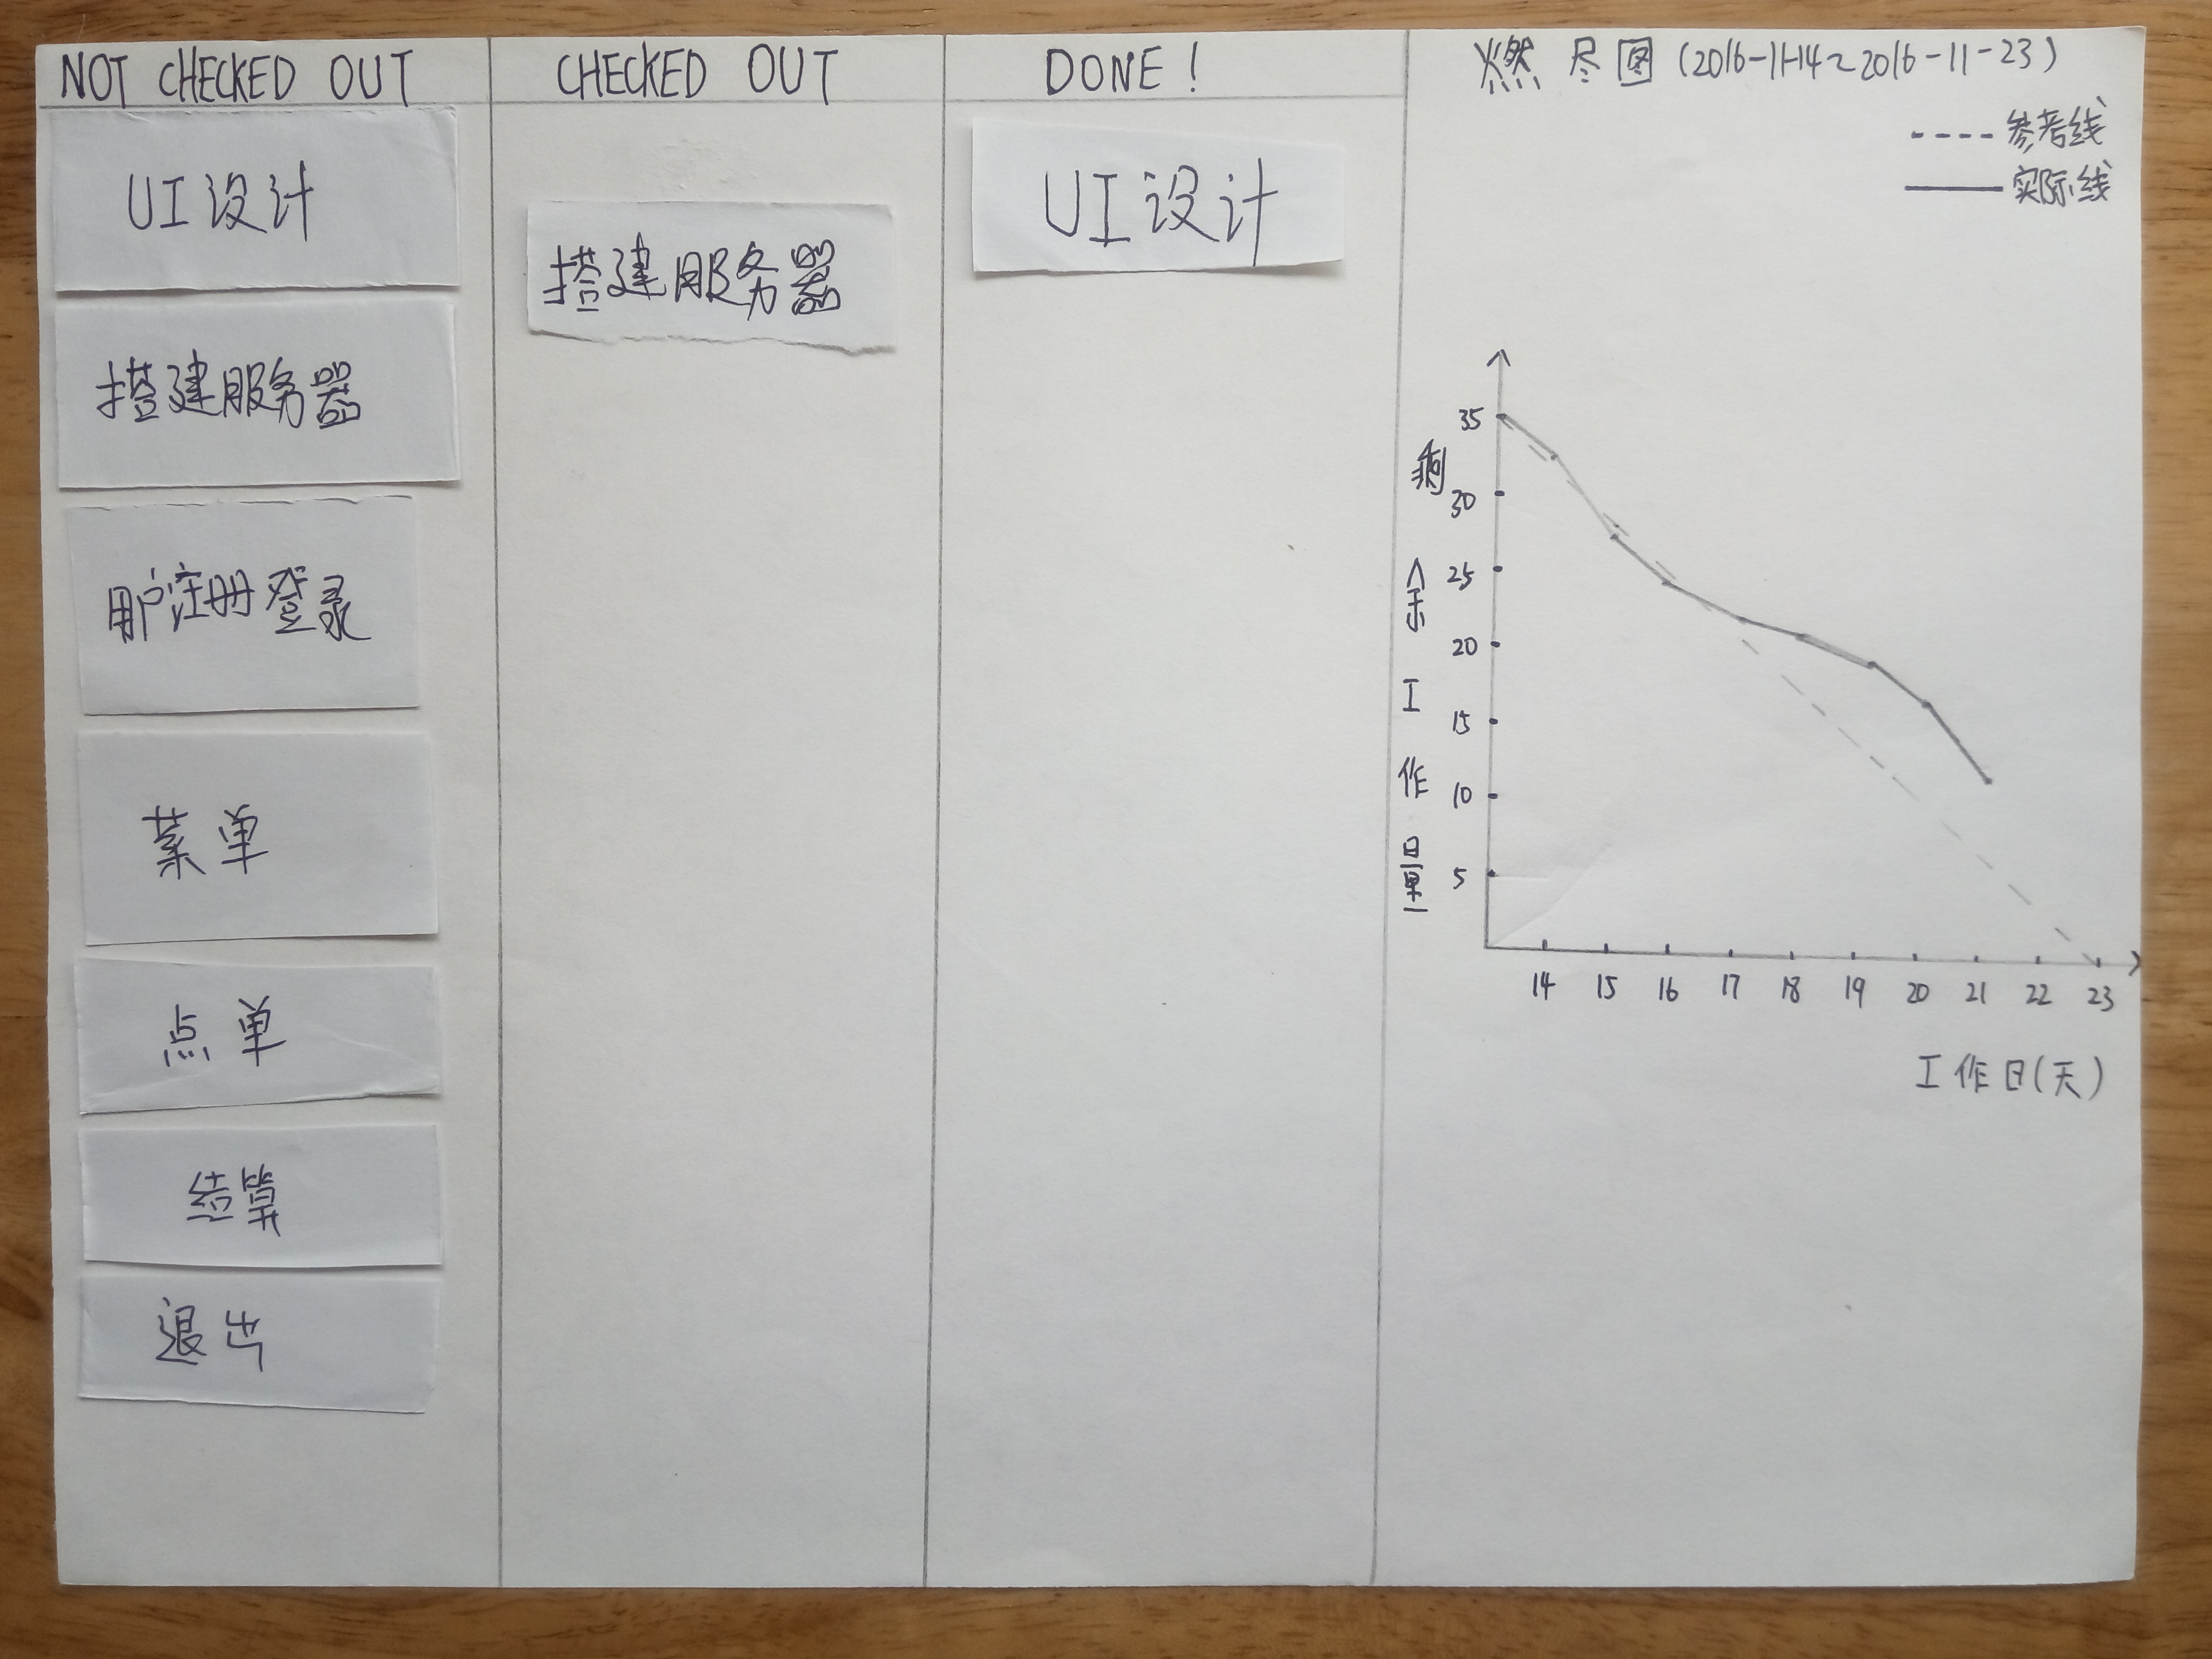 NOT CHECKED OUT
UI设计
搭建服务器
用户注册登录
菜单
点单
结算
退出
CHECKED OUT
搭建服务器
DONE!
UI设计
燃尽图(2016-11-14~2016-11-23)
参考线
实际线
剩余工作量
35
30
25
20
15
10
5
14 15 16 17 18 19 20 21 22 23
工作日(天)